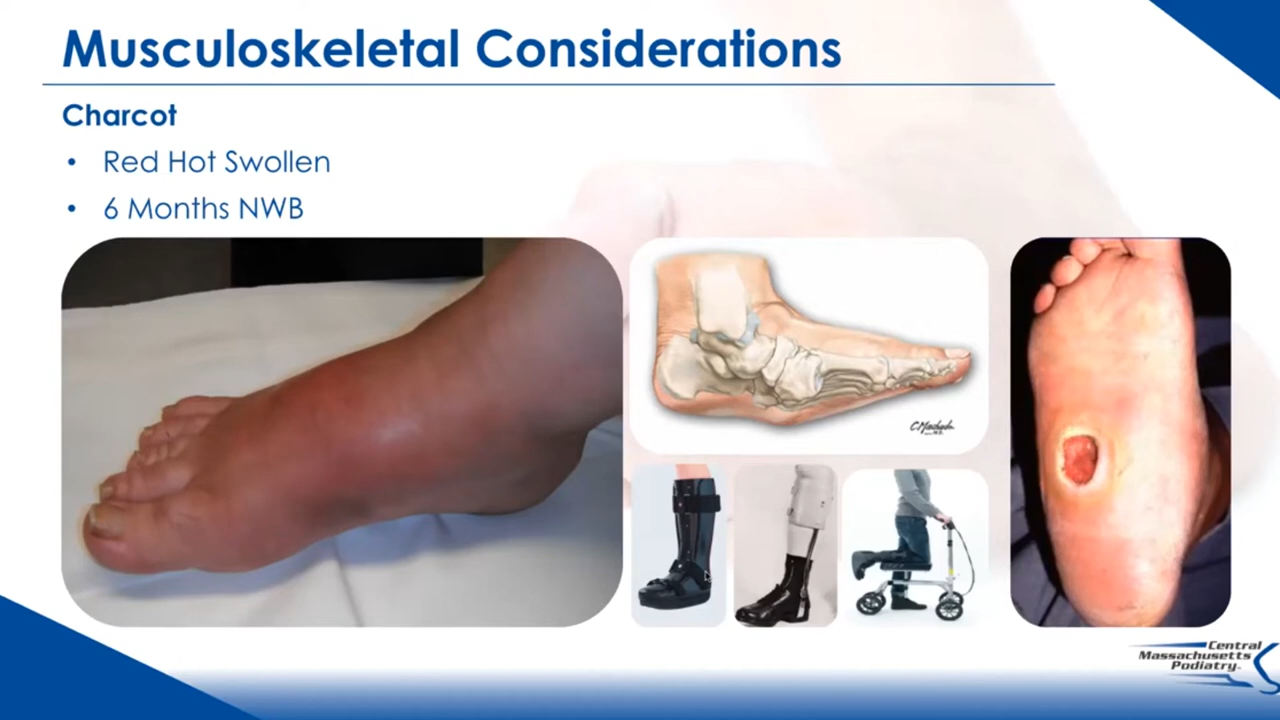 Musculoskeletal Considerations
Charcot
• Red Hot Swollen
• 6 Months NWB
Central
Massachusetts
Podiatry